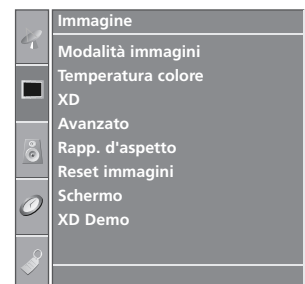 Immagine
Modalità immagini
Temperatura colore
XD
Avanzato
Rapp. d'aspetto
Reset immagini
Schermo
XD Demo